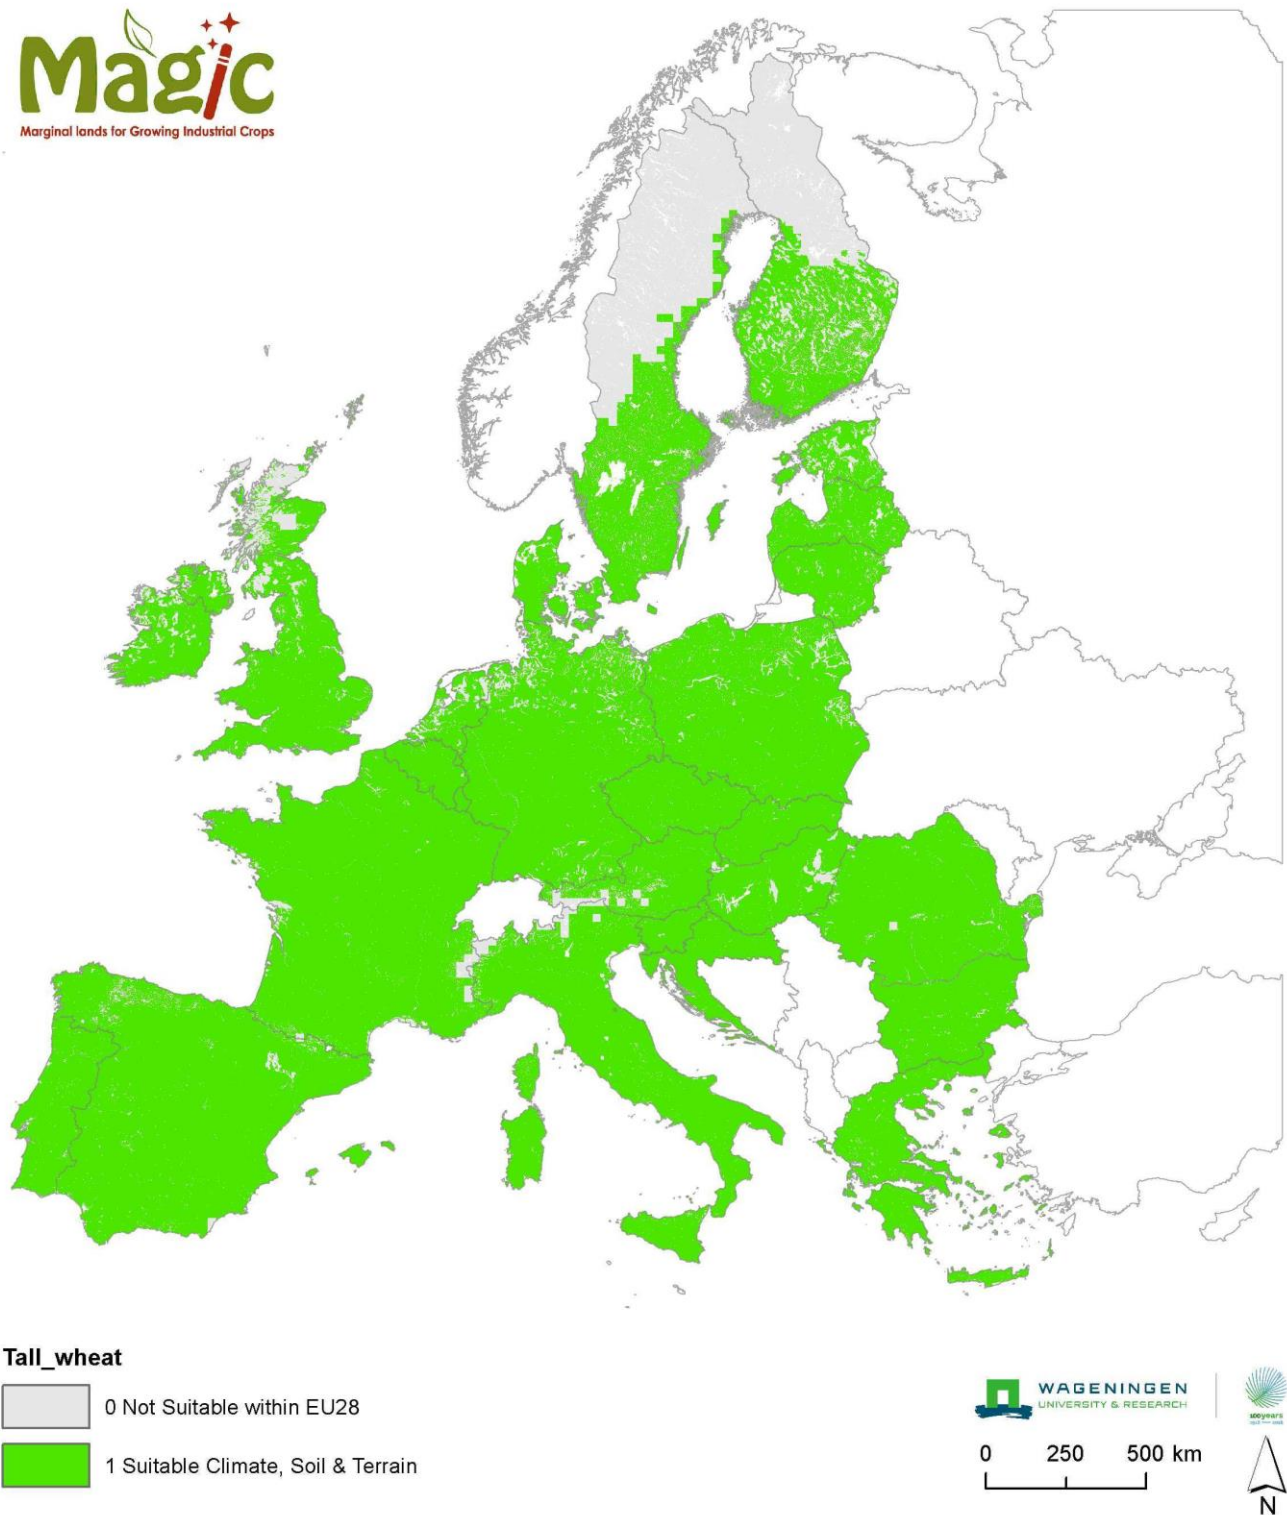 Magic
Marginal lands for Growing Industrial Crops
Tall_wheat
0 Not Suitable within EU28
1 Suitable Climate, Soil & Terrain
WAGENINGEN
UNIVERSITY & RESEARCH
100years
0 250 500 km
N